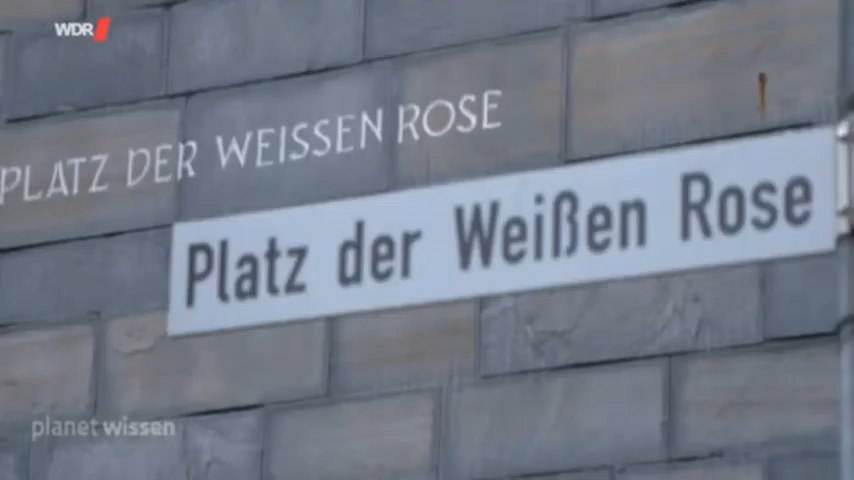 WDR
PLATZ DER WEISSEN ROSE
Platz der Weißen Rose
planet wissen